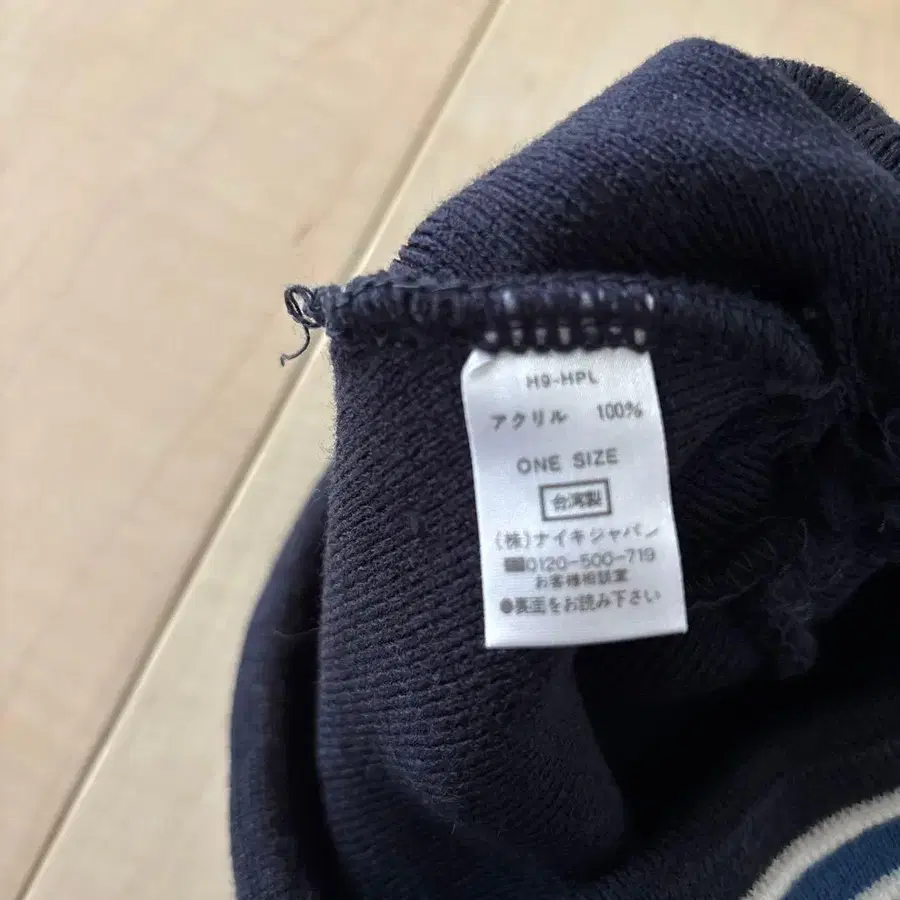 H9-HPL
アクリル 100%
ONE SIZE
台湾製
(株)ナイキジャパン
0120-500-719
お客様相談室
●裏面をお読み下さい